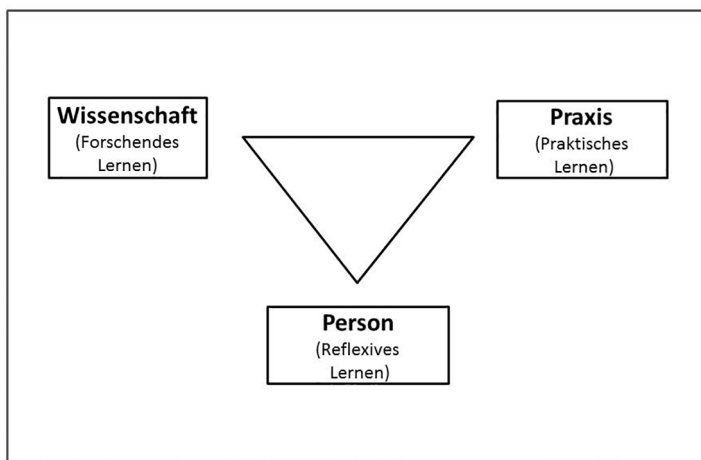 Wissenschaft
(Forschendes
Lernen)
Praxis
(Praktisches
Lernen)
Person
(Reflexives
Lernen)